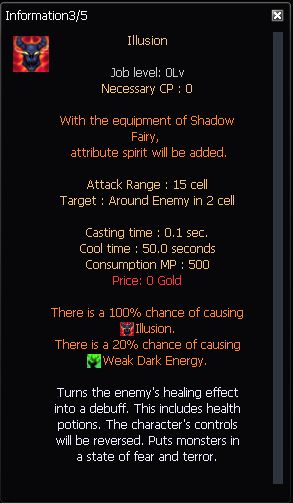 Information3/5
Illusion
Job level: 0Lv
Necessary CP : 0
With the equipment of Shadow
Fairy,
attribute spirit will be added.
Attack Range : 15 cell
Target : Around Enemy in 2 cell
Casting time : 0.1 sec.
Cool time : 50.0 seconds
Consumption MP : 500
Price: 0 Gold
There is a 100% chance of causing
Illusion.
There is a 20% chance of causing
Weak Dark Energy.
Turns the enemy's healing effect
into a debuff. This includes health
potions. The character's controls
will be reversed. Puts monsters in
a state of fear and terror.